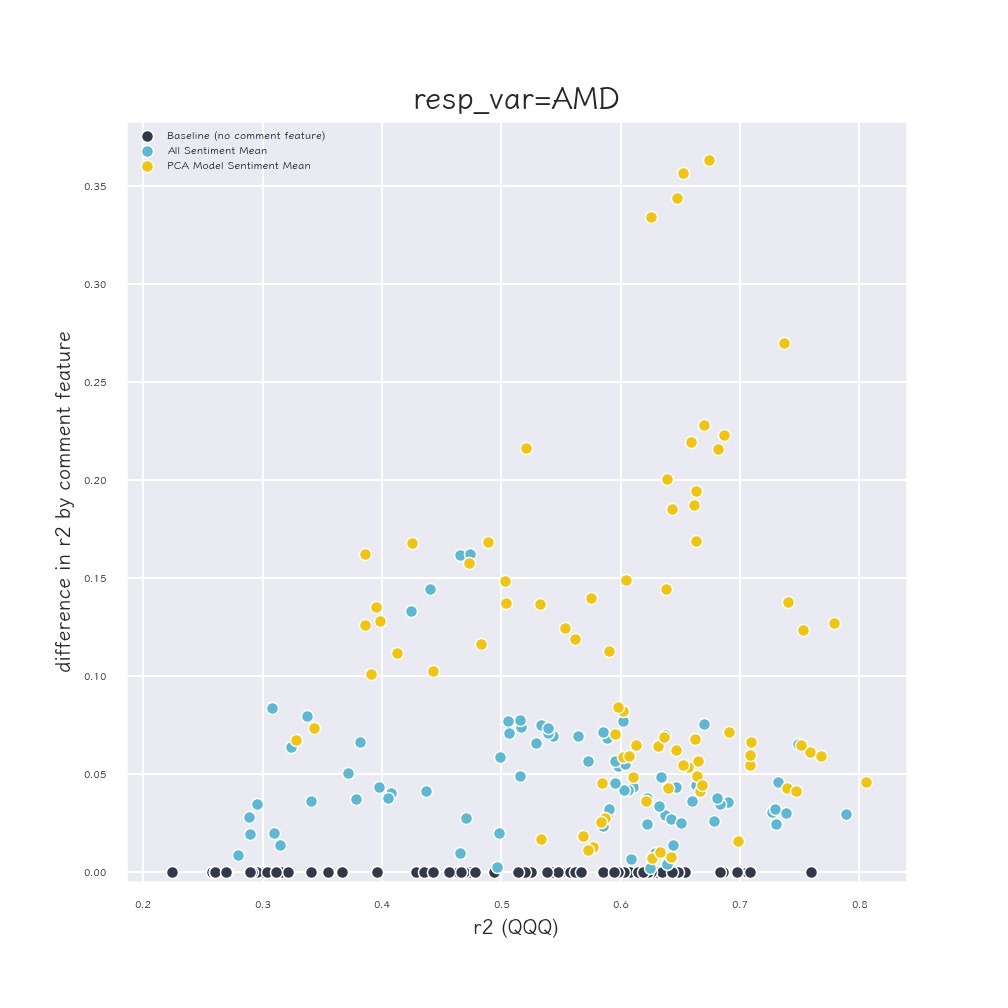 resp_var=AMD
Baseline (no comment feature)
All Sentiment Mean
PCA Model Sentiment Mean
difference in r2 by comment feature
0.35
0.30
0.25
0.20
0.15
0.10
0.05
0.00
0.2 0.3 0.4 0.5 0.6 0.7 0.8
r2 (QQQ)